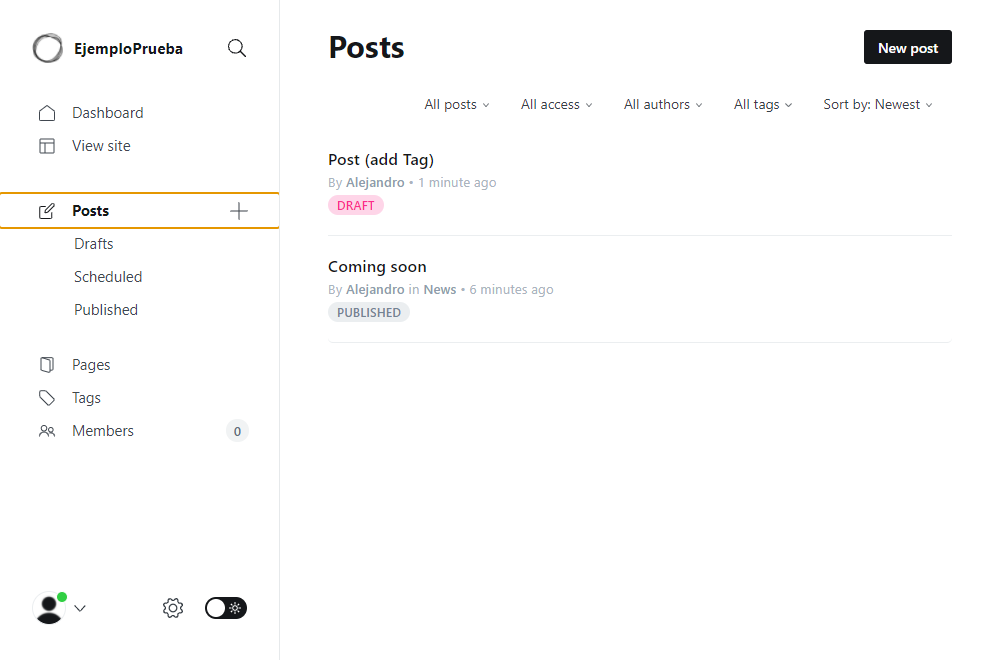 EjemploPrueba
Dashboard
View site
Posts
Drafts
Scheduled
Published
Pages
Tags
Members 0
Posts
New post
All posts All access All authors All tags Sort by: Newest
Post (add Tag)
By Alejandro • 1 minute ago
DRAFT
Coming soon
By Alejandro in News • 6 minutes ago
PUBLISHED